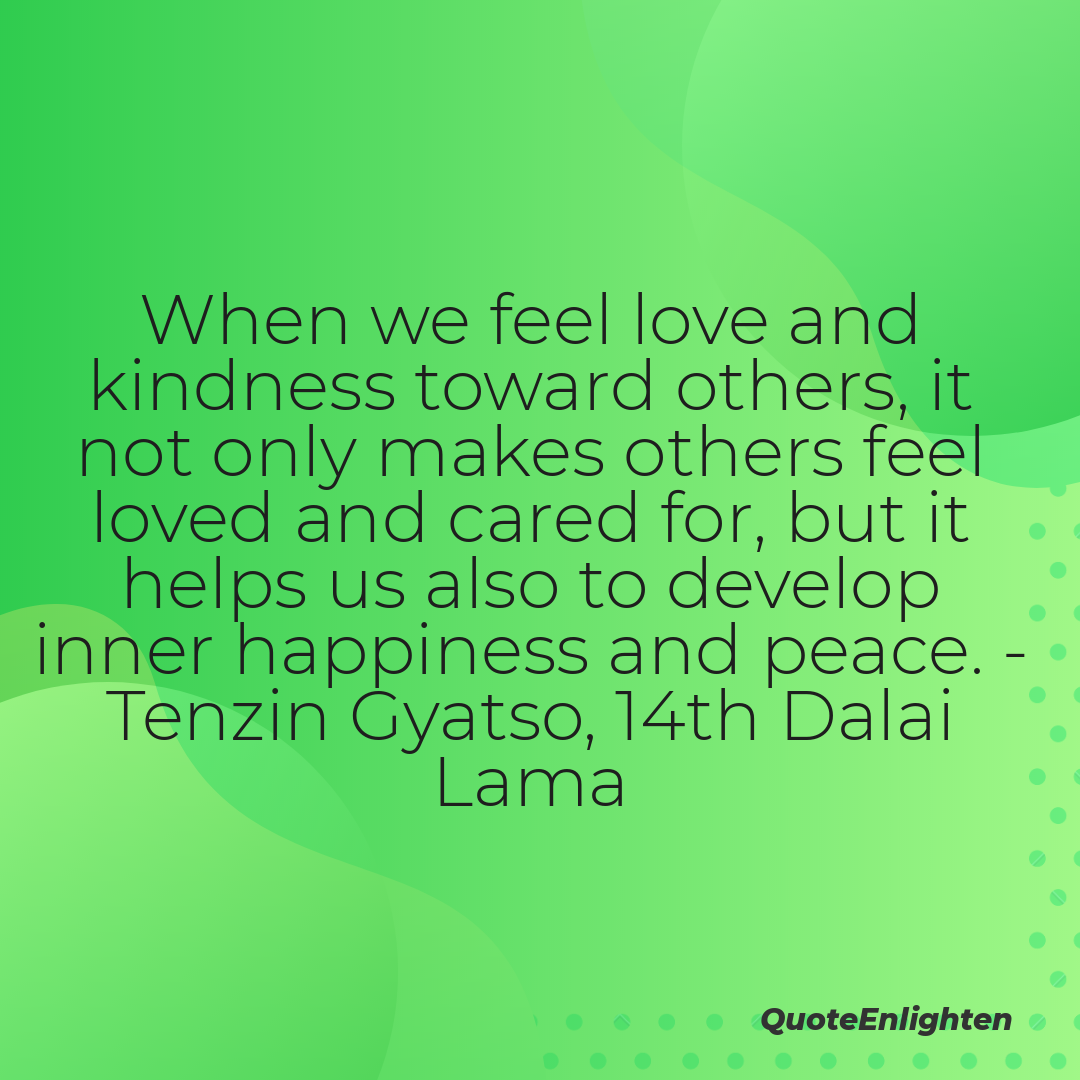 When we feel love and
kindness toward others, it
not only makes others feel
loved and cared for, but it
helps us also to develop
inner happiness and peace. -
Tenzin Gyatso, 14th Dalai
Lama
QuoteEnlighten